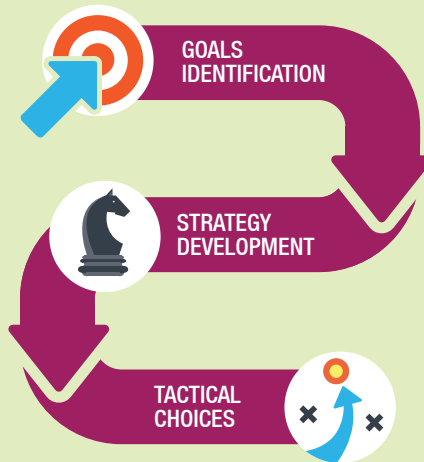 GOALS
IDENTIFICATION
STRATEGY
DEVELOPMENT
TACTICAL
CHOICES